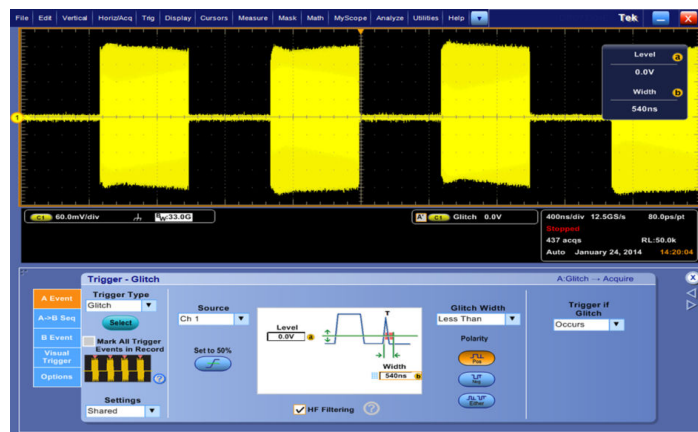 File Edit Vertical Horiz/Acq Trig Display Cursors Measure Mask Math MyScope Analyze Utilities Help Tek
Level a
0.0V
Width b
540ns
1
C1 60.0mV/div BW:33.0G
A' C1 Glitch 0.0V
400ns/div 12.5GS/s 80.0ps/pt
Stopped
437 acqs RL:50.0k
Auto January 24, 2014 14:20:04
Trigger - Glitch
A:Glitch → Acquire
A Event
A->B Seq
B Event
Visual
Trigger
Options
Trigger Type
Glitch
Select
Mark All Trigger
Events in Record
Settings
Shared
Source
Ch 1
Set to 50%
Level
0.0V a
T
Width
540ns b
HF Filtering
Glitch Width
Less Than
Polarity
Pos
Neg
Either
Trigger if
Glitch
Occurs